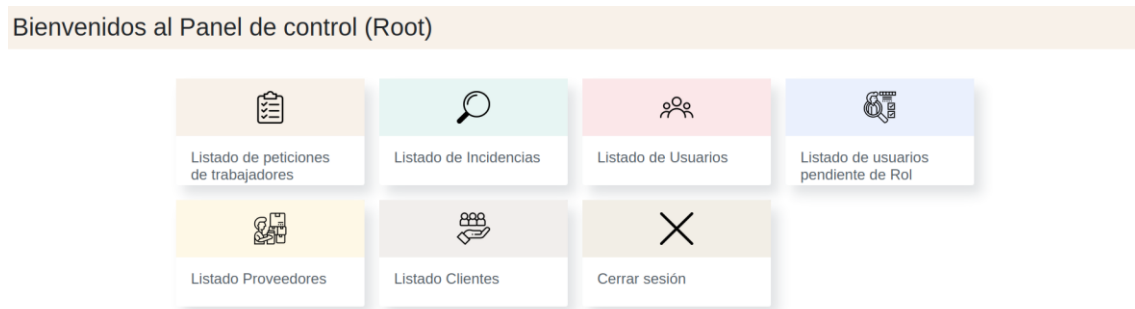 Bienvenidos al Panel de control (Root)
Listado de peticiones
de trabajadores
Listado de Incidencias
Listado de Usuarios
Listado de usuarios
pendiente de Rol
Listado Proveedores
Listado Clientes
Cerrar sesión